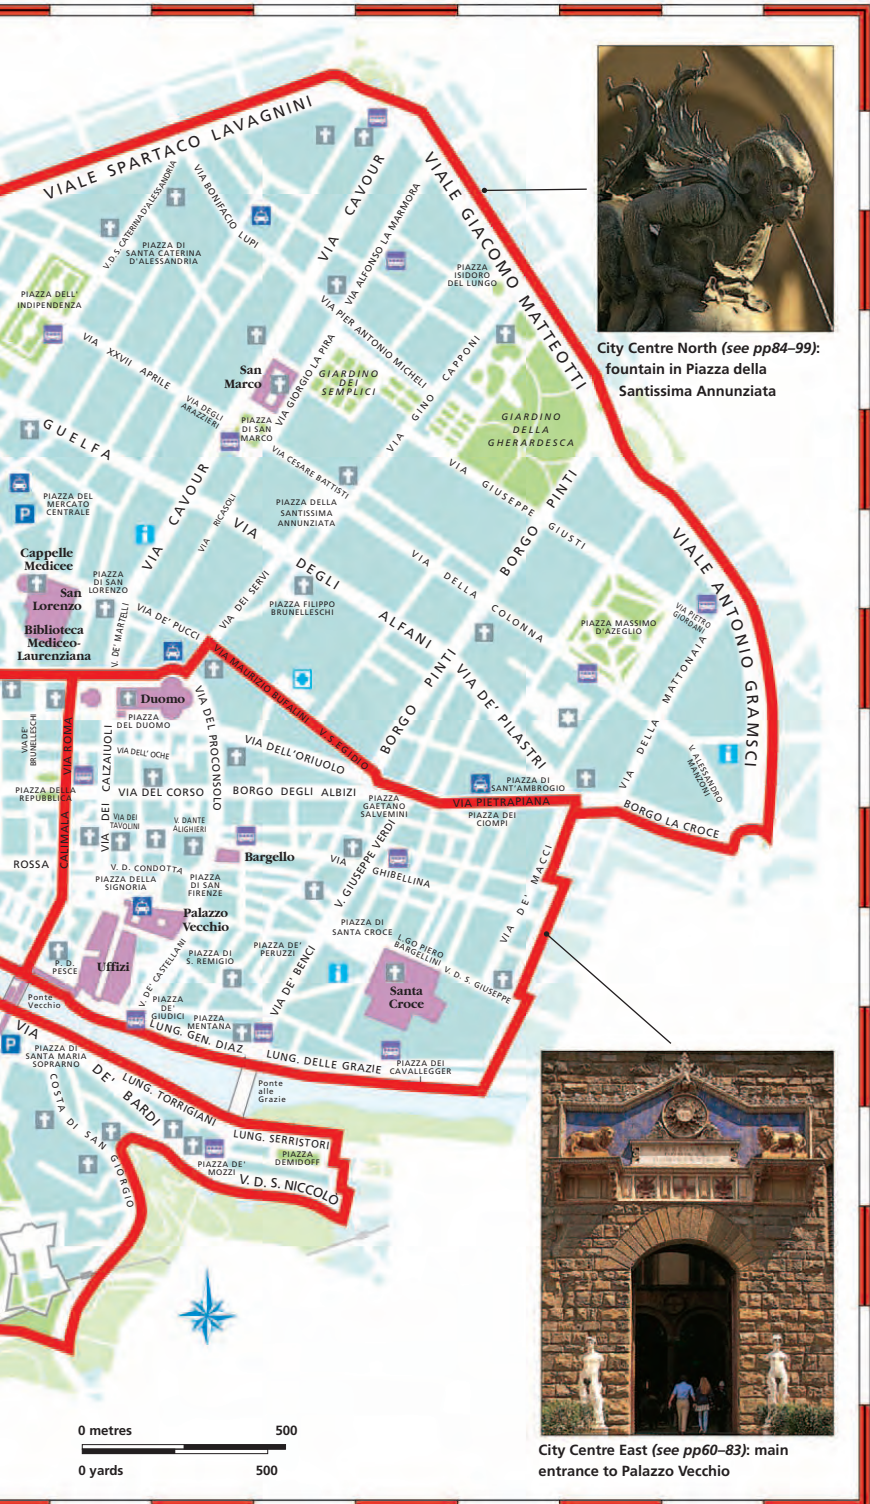 VIALE SPARTACO LAVAGNINI
V.D.S. CATERINA D'ALESSANDRIA
VIA BONIFACIO LUPI
VIA CAVOUR
VIA ALFONSO LA MARMORA
VIALE GIACOMO MATTEOTTI
PIAZZA DI
SANTA CATERINA
D'ALESSANDRIA
PIAZZA
ISIDORO
DEL LUNGO
PIAZZA DELL'
INDIPENDENZA
VIA XXVII APRILE
VIA PIER ANTONIO MICHELI
VIA GIORGIO LA PIRA
VIA GINO CAPPONI
City Centre North (see pp84–99):
fountain in Piazza della
Santissima Annunziata
San
Marco
GIARDINO
DEI
SEMPLICI
VIA DEGLI
ARAZZIERI
PIAZZA
DI SAN
MARCO
GIARDINO
DELLA
GHERARDESCA
GUELFA
VIA CESARE BATTISTI
VIA GIUSEPPE GIUSTI
BORGO PINTI
PIAZZA DEL
MERCATO
CENTRALE
P
VIA CAVOUR
VIA RICASOLI
PIAZZA DELLA
SANTISSIMA
ANNUNZIATA
i
VIA DEGLI ALFANI
VIA DELLA COLONNA
VIALE ANTONIO GRAMSCI
Cappelle
Medicee
San
Lorenzo
PIAZZA
DI SAN
LORENZO
Biblioteca
Mediceo-
Laurenziana
V. DE' MARTELLI
VIA DE' PUCCI
VIA DEI SERVI
PIAZZA FILIPPO
BRUNELLESCHI
PIAZZA MASSIMO
D'AZEGLIO
VIA PIETRO
GIORDANI
VIA DELLA MATTONAIA
VIA MAURIZIO BUFALINI
V.S.EGIDIO
BORGO PINTI
VIA DE' PILASTRI
Duomo
PIAZZA
DEL DUOMO
VIA DE'
BRUNELLESCHI
VIA ROMA
VIA DEI CALZAIUOLI
VIA DELL' OCHE
VIA DEL PROCONSOLO
VIA DELL'ORIUOLO
V. ALESSANDRO
MANZONI
i
PIAZZA DELLA
REPUBBLICA
VIA DEL CORSO
BORGO DEGLI ALBIZI
PIAZZA
GAETANO
SALVEMINI
PIAZZA DI
SANT'AMBROGIO
VIA PIETRAPIANA
PIAZZA DEI
CIOMPI
BORGO LA CROCE
VIA DEI
TAVOLINI
V. DANTE
ALIGHIERI
CALIMALA
ROSSA
Bargello
VIA GHIBELLINA
V. GIUSEPPE VERDI
VIA DE' MACCI
V. D. CONDOTTA
PIAZZA DELLA
SIGNORIA
PIAZZA
DI SAN
FIRENZE
Palazzo
Vecchio
PIAZZA DI
SANTA CROCE
L.GO PIERO
BARGELLINI
V. D. S. GIUSEPPE
P. D.
PESCE
Uffizi
V. DE' CASTELLANI
PIAZZA DI
S. REMIGIO
PIAZZA DE'
PERUZZI
VIA DE' BENCI
i
Santa
Croce
Ponte
Vecchio
PIAZZA
DE'
GIUDICI
PIAZZA
MENTANA
LUNG. GEN. DIAZ
LUNG. DELLE GRAZIE
PIAZZA DEI
CAVALLEGGER
P
PIAZZA DI
SANTA MARIA
SOPRARNO
VIA DE' BARDI
LUNG. TORRIGIANI
Ponte
alle
Grazie
COSTA DI SAN GIORGIO
LUNG. SERRISTORI
PIAZZA
DEMIDOFF
PIAZZA DE'
MOZZI
V. D. S. NICCOLO
0 metres 500
0 yards 500
City Centre East (see pp60–83): main
entrance to Palazzo Vecchio